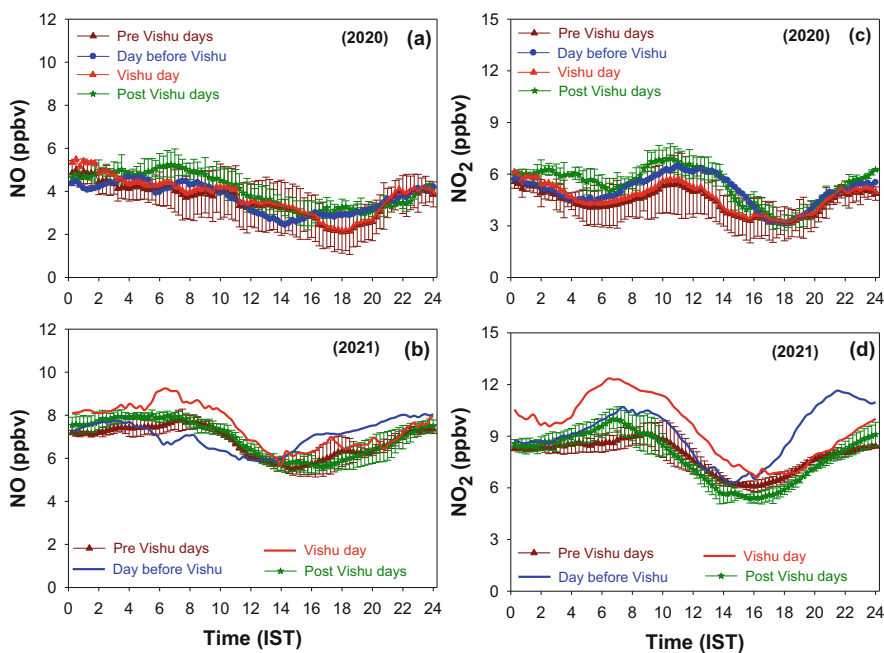 12
10
8
6
4
2
0
NO (ppbv)
Pre Vishu days
Day before Vishu
Vishu day
Post Vishu days
(2020) (a)
0 2 4 6 8 10 12 14 16 18 20 22 24
15
12
9
6
3
0
NO₂ (ppbv)
Pre Vishu days
Day before Vishu
Vishu day
Post Vishu days
(2020) (c)
0 2 4 6 8 10 12 14 16 18 20 22 24
12
10
8
6
4
2
0
NO (ppbv)
(2021) (b)
Pre Vishu days Vishu day
Day before Vishu Post Vishu days
0 2 4 6 8 10 12 14 16 18 20 22 24
Time (IST)
15
12
9
6
3
0
NO₂ (ppbv)
(2021) (d)
Pre Vishu days Vishu day
Day before Vishu Post Vishu days
0 2 4 6 8 10 12 14 16 18 20 22 24
Time (IST)